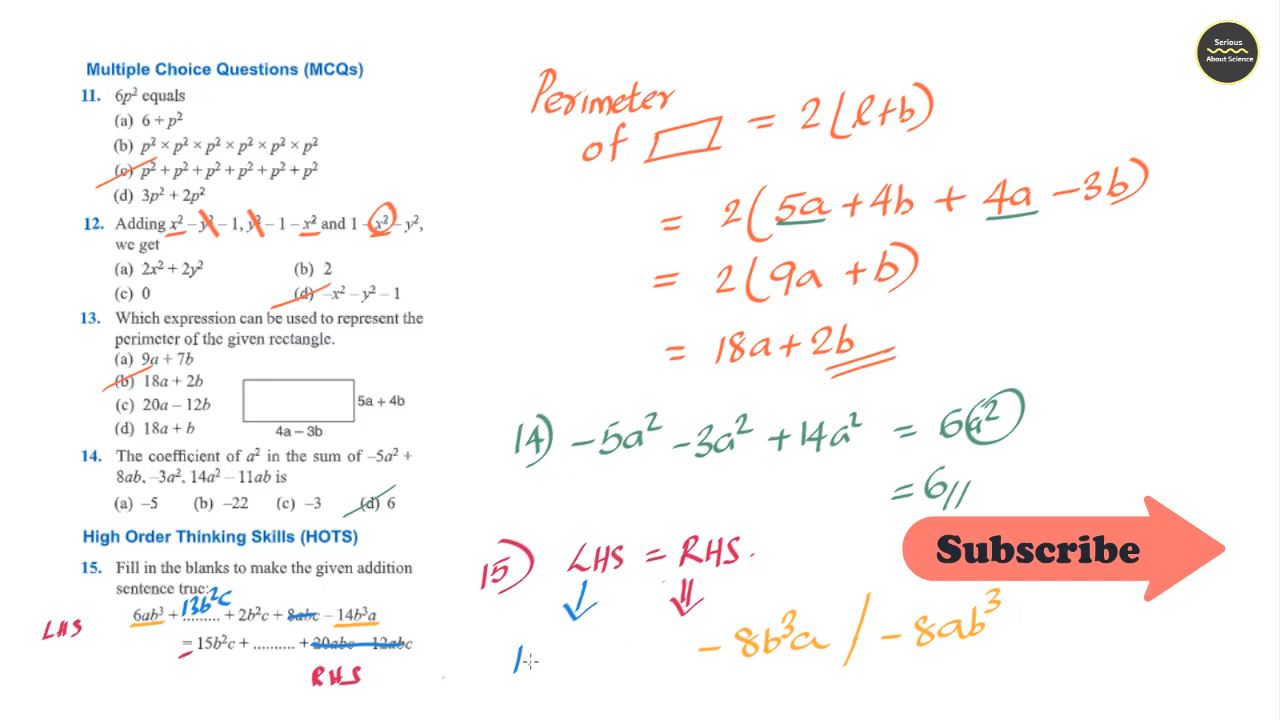 Serious
About Science
Multiple Choice Questions (MCQs)
11. 6p² equals
(a) 6 + p²
(b) p² × p² × p² × p² × p² × p²
(c) p² + p² + p² + p² + p² + p²
(d) 3p² + 2p²
12. Adding x² – y² – 1, y² – 1 – x² and 1 – x² – y²,
we get
(a) 2x² + 2y² (b) 2
(c) 0 (d) –x² – y² – 1
13. Which expression can be used to represent the
perimeter of the given rectangle.
(a) 9a + 7b
(b) 18a + 2b
(c) 20a – 12b
(d) 18a + b
5a + 4b
4a – 3b
14. The coefficient of a² in the sum of –5a² +
8ab, –3a², 14a² – 11ab is
(a) –5 (b) –22 (c) –3 (d) 6
High Order Thinking Skills (HOTS)
15. Fill in the blanks to make the given addition
sentence true:
6ab³ + 13b²c ......... + 2b²c + 8abc – 14b³a
LHS
= 15b²c + .......... + 20abc – 12abc
RHS
Perimeter
of = 2(l+b)
= 2(5a + 4b + 4a – 3b)
= 2(9a + b)
= 18a + 2b
14) –5a² –3a² +14a² = 6a²
= 6//
Subscribe
15) LHS = RHS.
–8b³a / –8ab³